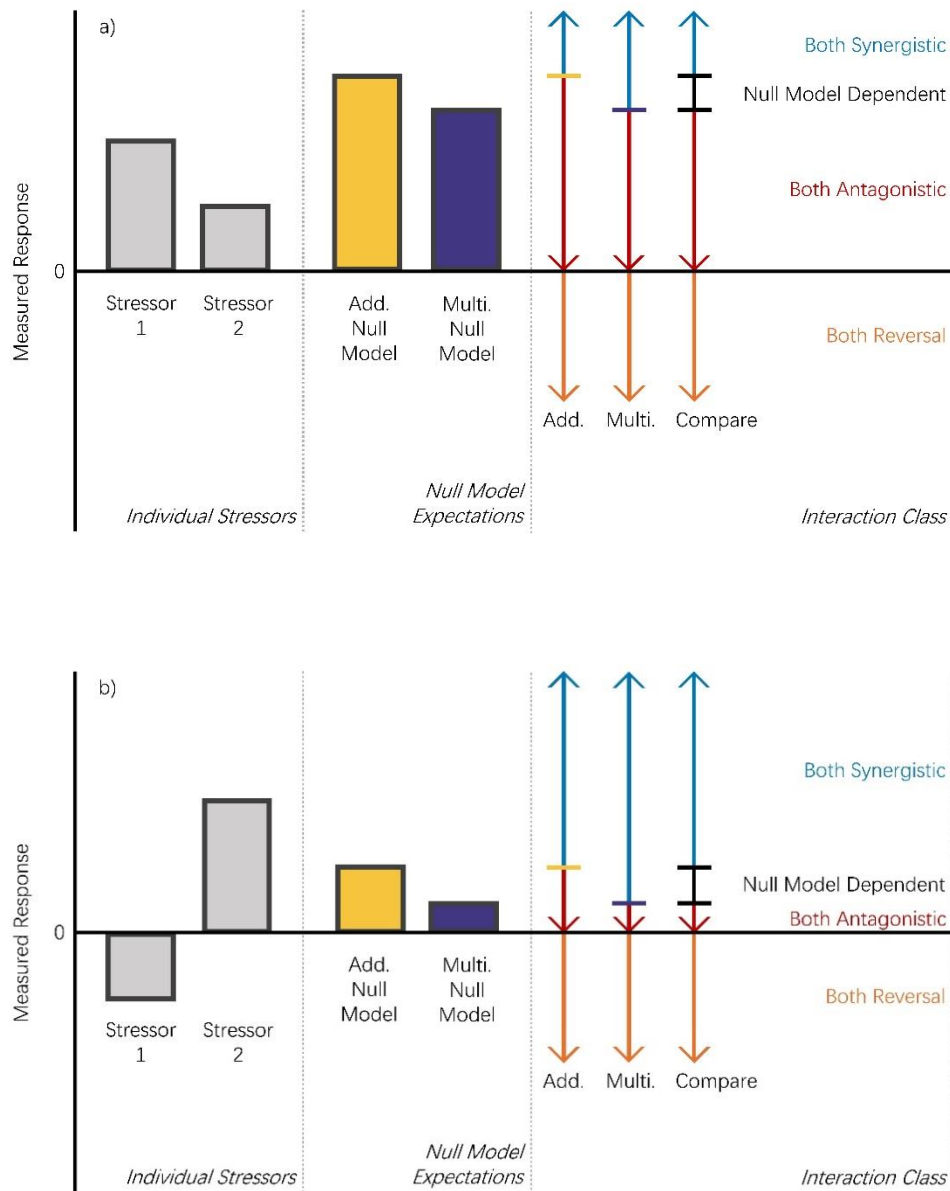 a)
Both Synergistic
Null Model Dependent
Both Antagonistic
Measured Response
0
Stressor
1
Stressor
2
Add.
Null
Model
Multi.
Null
Model
Both Reversal
Add.
Multi.
Compare
Individual Stressors
Null Model
Expectations
Interaction Class
b)
Both Synergistic
Null Model Dependent
Both Antagonistic
Measured Response
0
Stressor
1
Stressor
2
Add.
Null
Model
Multi.
Null
Model
Both Reversal
Add.
Multi.
Compare
Individual Stressors
Null Model
Expectations
Interaction Class